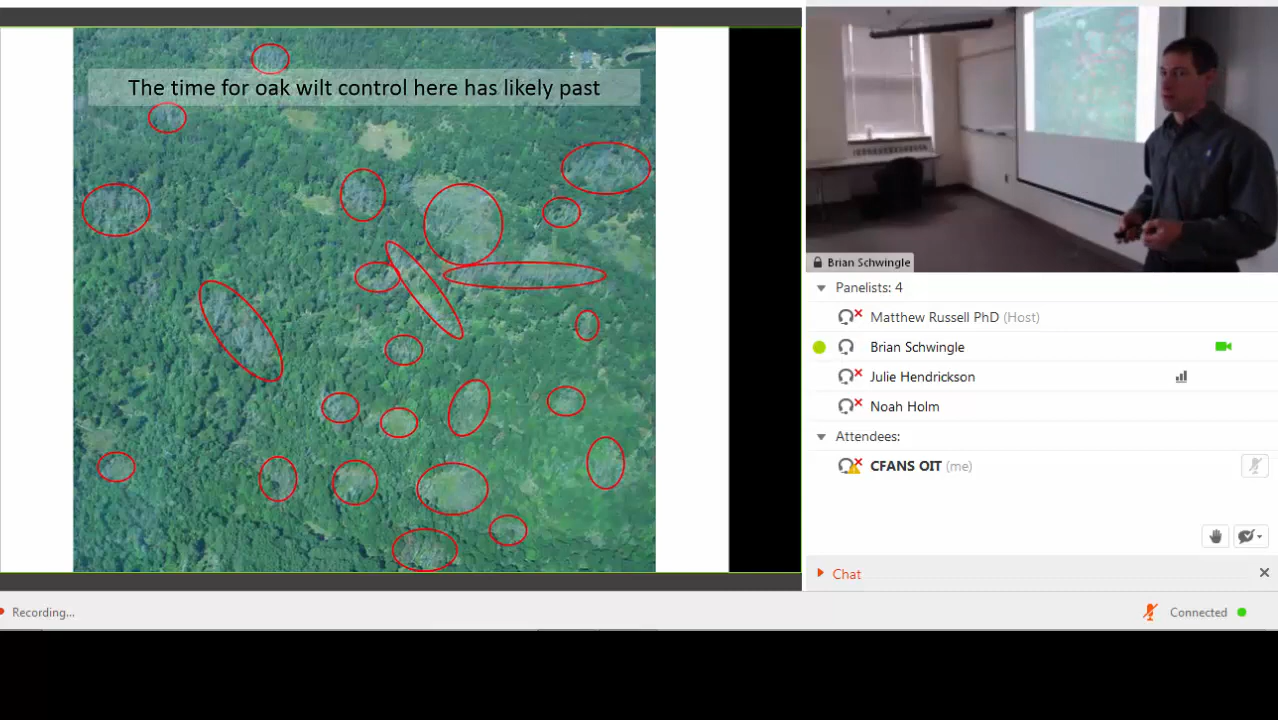 The time for oak wilt control here has likely past
Brian Schwingle
Panelists: 4
Matthew Russell PhD (Host)
Brian Schwingle
Julie Hendrickson
Noah Holm
Attendees:
CFANS OIT (me)
Chat
Recording...
Connected